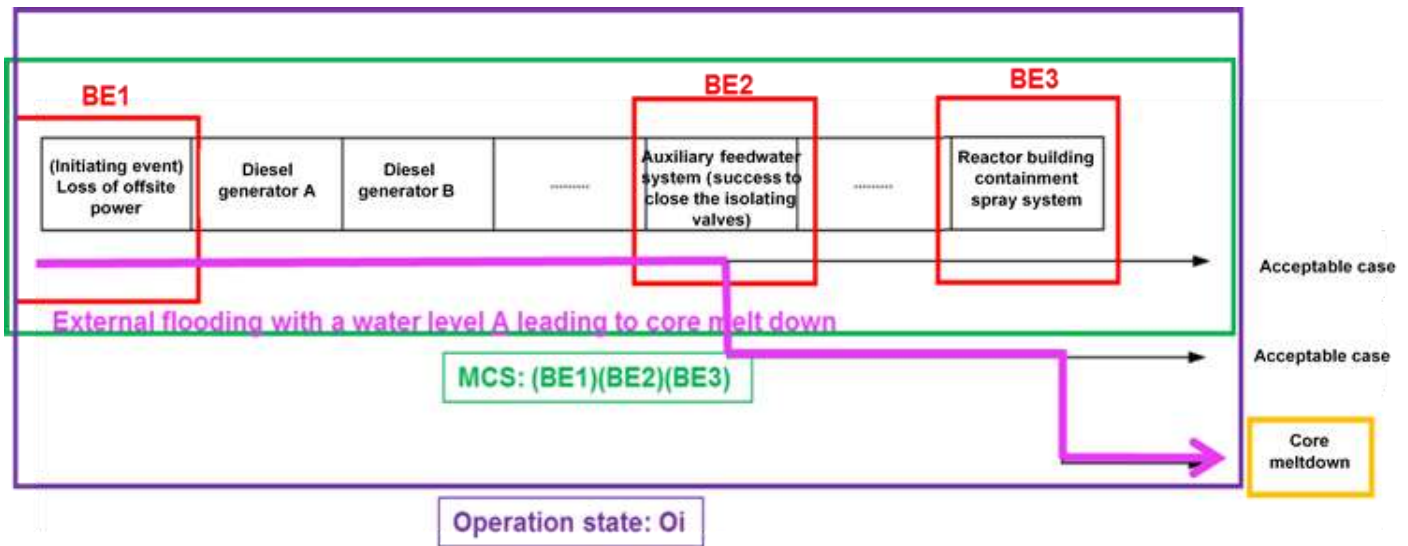 BE1
BE2
BE3
(Initiating event)
Loss of offsite
power
Diesel
generator A
Diesel
generator B
..........
Auxiliary feedwater
system (success to
close the isolating
valves)
..........
Reactor building
containment
spray system
Acceptable case
External flooding with a water level A leading to core melt down
Acceptable case
MCS: (BE1)(BE2)(BE3)
Core
meltdown
Operation state: Oi